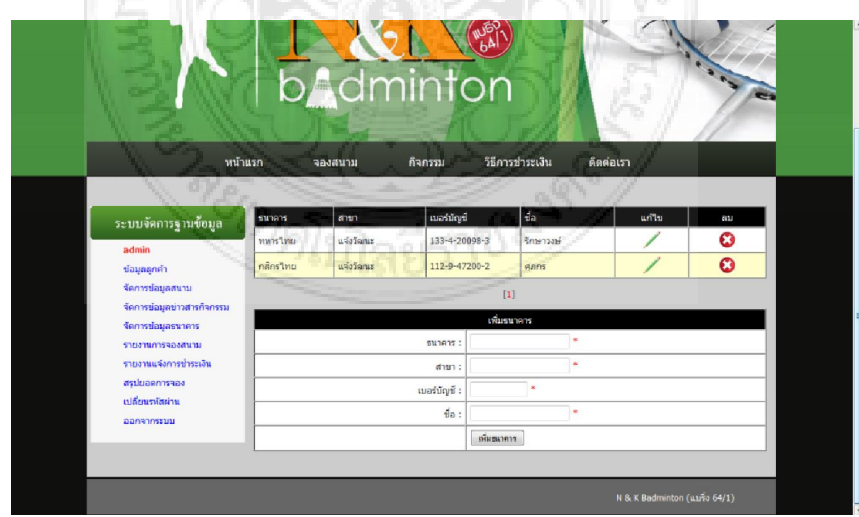 N&K
แบดิ่ง
64/1
badminton
หน้าแรก จองสนาม กิจกรรม วิธีการชำระเงิน ติดต่อเรา
ระบบจัดการฐานข้อมูล
admin
ข้อมูลลูกค้า
จัดการข้อมูลสนาม
จัดการข้อมูลข่าวสารกิจกรรม
จัดการข้อมูลธนาคาร
รายงานการจองสนาม
รายงานแจ้งการชำระเงิน
สรุปยอดการจอง
เปลี่ยนรหัสผ่าน
ออกจากระบบ
ธนาคาร สาขา เบอร์บัญชี ชื่อ แก้ไข ลบ
ทหารไทย แจ้งวัฒนะ 133-4-20098-3 รักษาวงษ์
กสิกรไทย แจ้งวัฒนะ 112-9-47200-2 ศุภกร
[1]
เพิ่มธนาคาร
ธนาคาร : *
สาขา : *
เบอร์บัญชี : *
ชื่อ : *
เพิ่มธนาคาร
N & K Badminton (แบริ่ง 64/1)